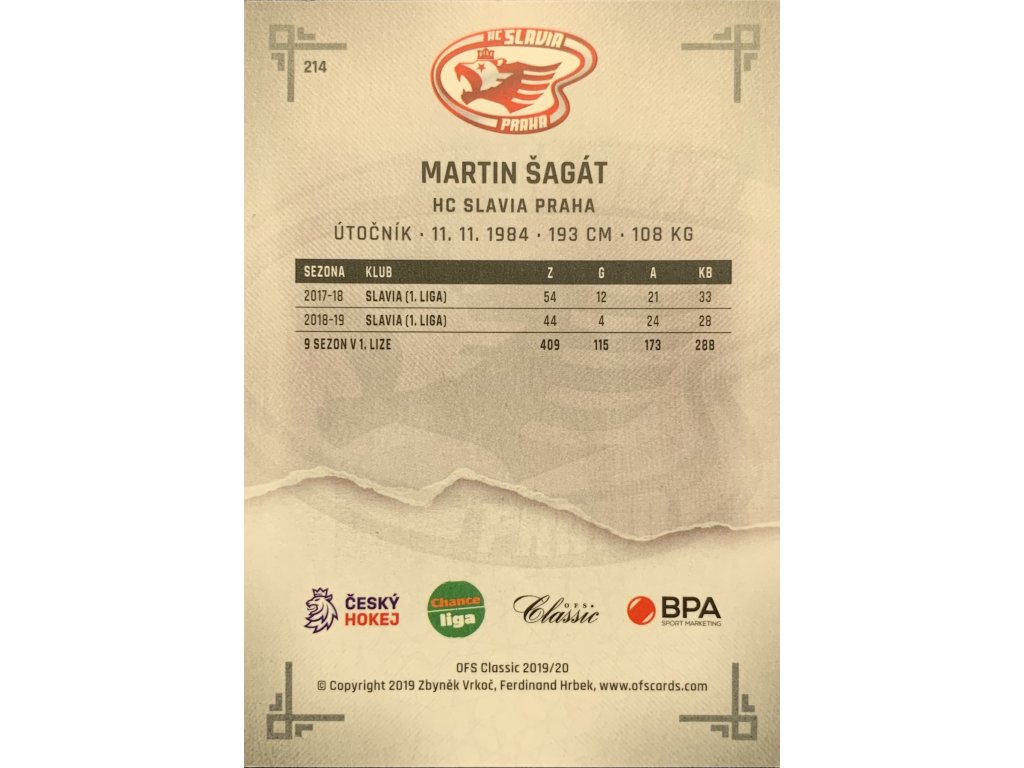 214
HC SLAVIA
PRAHA
MARTIN ŠAGÁT
HC SLAVIA PRAHA
ÚTOČNÍK · 11. 11. 1984 · 193 CM · 108 KG
SEZONA KLUB Z G A KB
2017-18 SLAVIA (1. LIGA) 54 12 21 33
2018-19 SLAVIA (1. LIGA) 44 4 24 28
9 SEZON V 1. LIZE 409 115 173 288
ČESKÝ HOKEJ
Chance liga
OFS Classic
BPA
SPORT MARKETING
OFS Classic 2019/20
© Copyright 2019 Zbyněk Vrkoč, Ferdinand Hrbek, www.ofscards.com